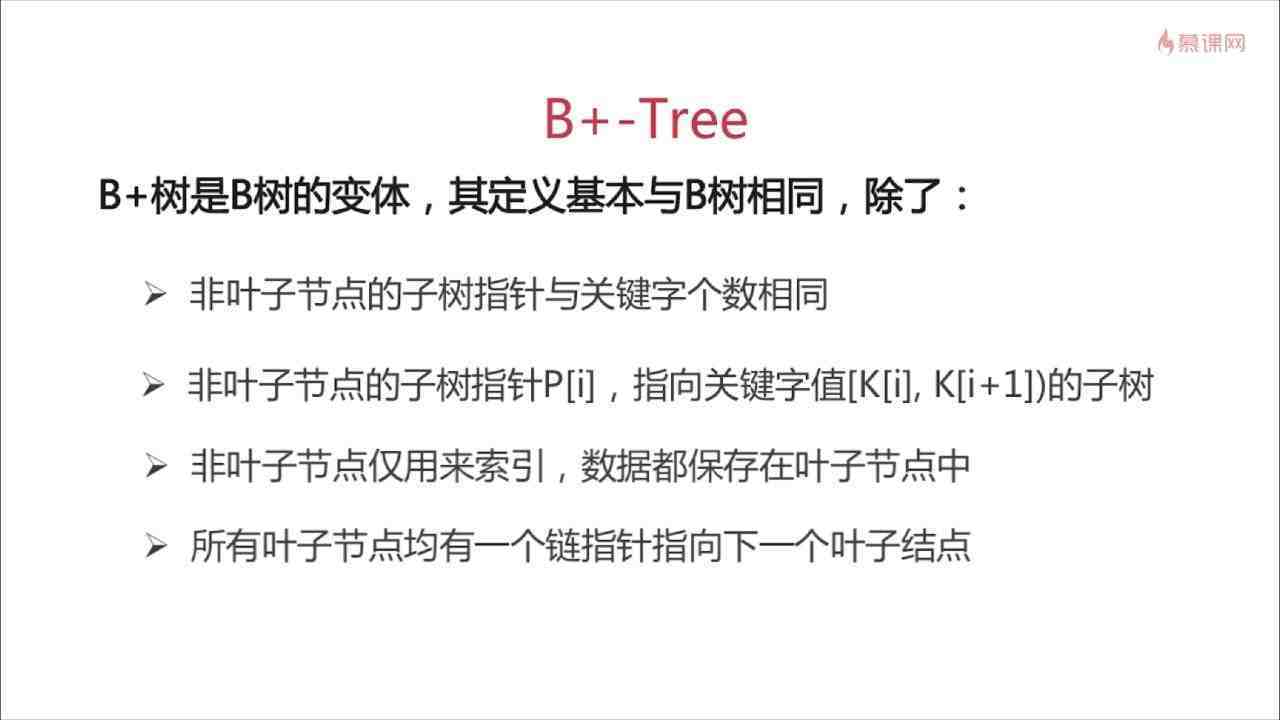 慕课网
B+-Tree
B+树是B树的变体，其定义基本与B树相同，除了：
非叶子节点的子树指针与关键字个数相同
非叶子节点的子树指针P[i]，指向关键字值[K[i], K[i+1])的子树
非叶子节点仅用来索引，数据都保存在叶子节点中
所有叶子节点均有一个链指针指向下一个叶子结点